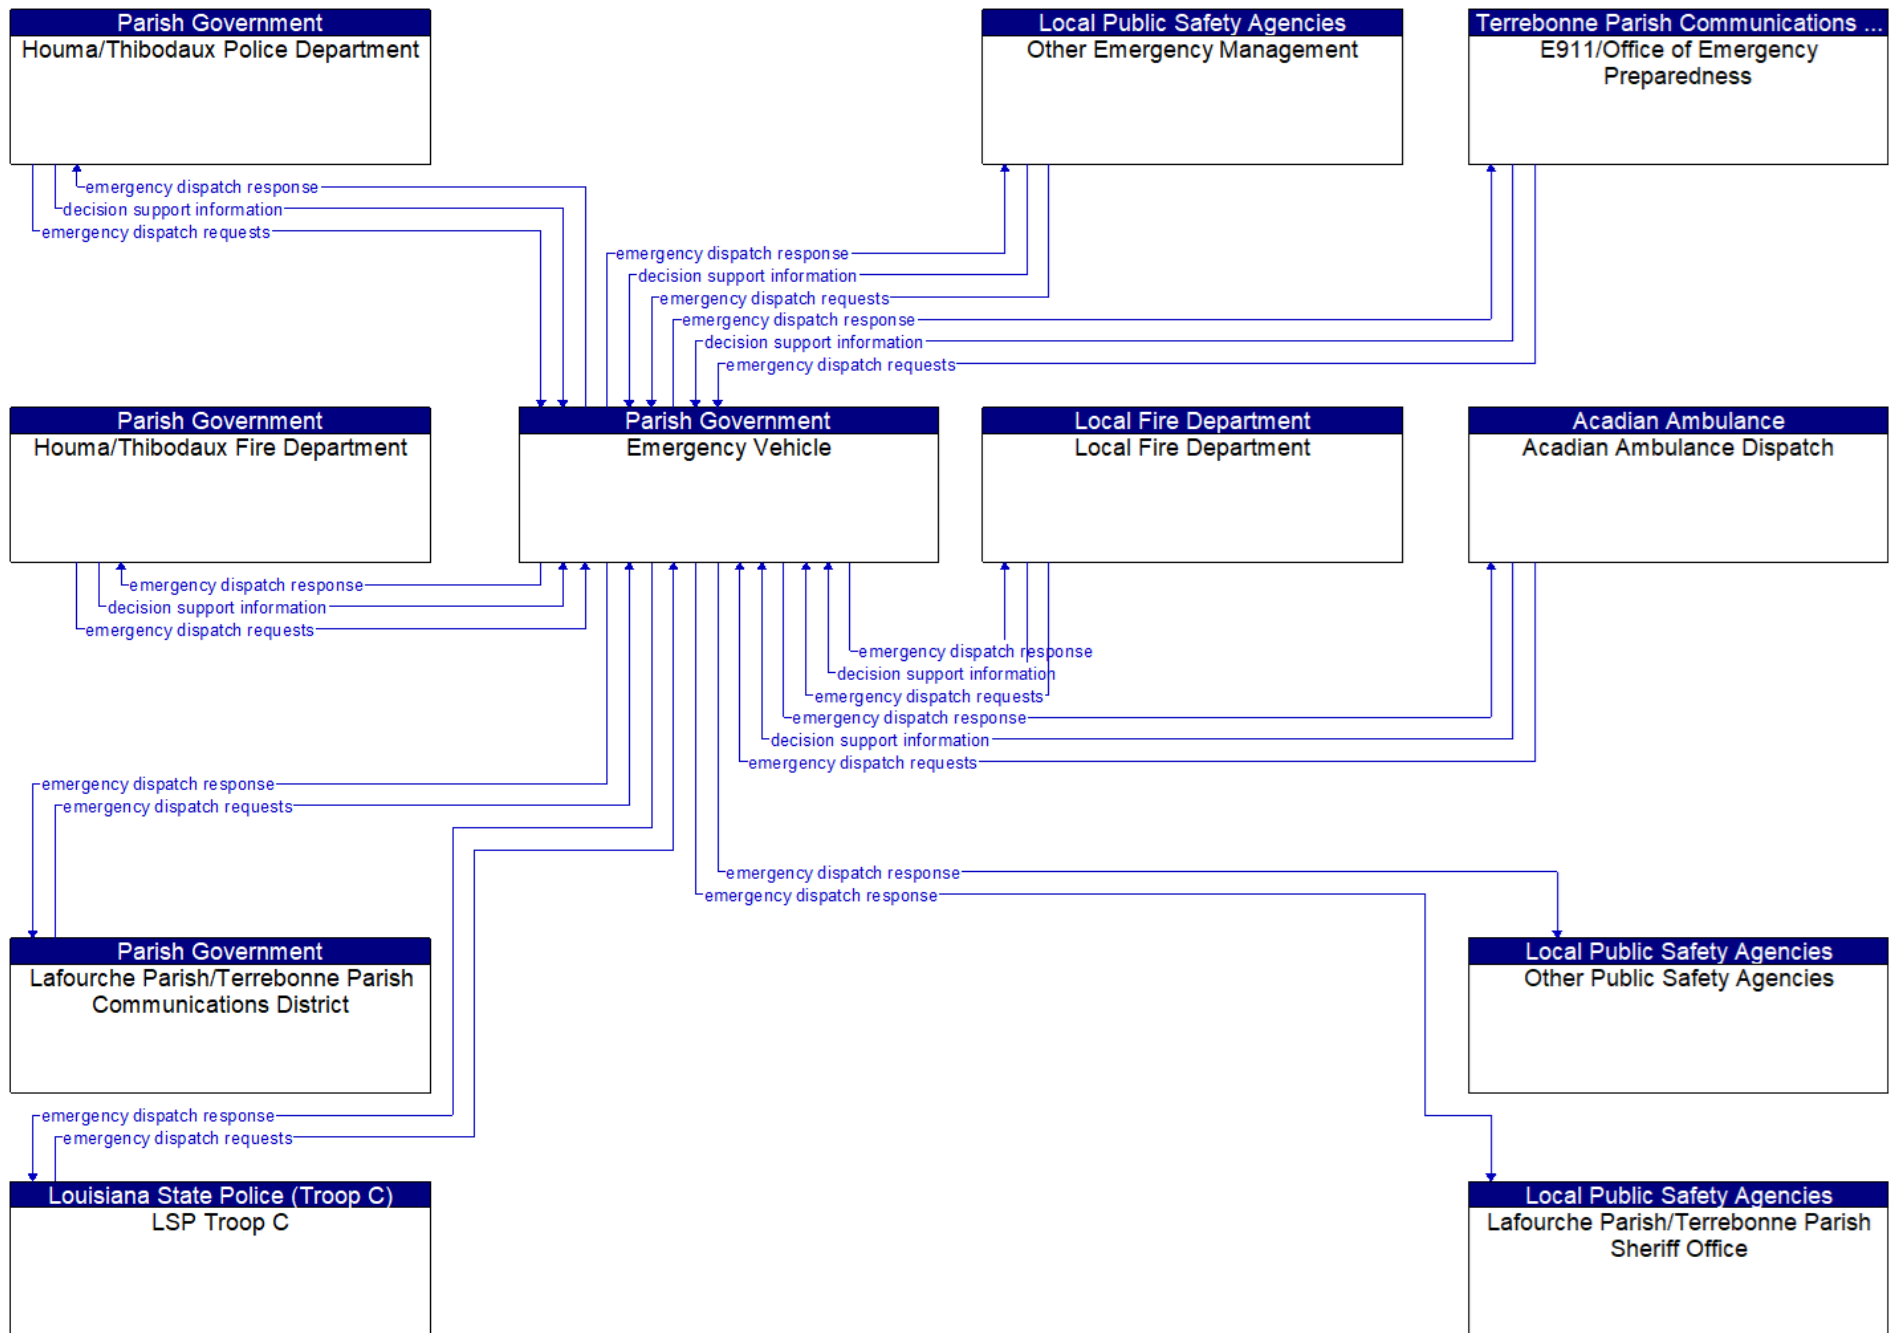 Parish Government
Houma/Thibodaux Police Department
Local Public Safety Agencies
Other Emergency Management
Terrebonne Parish Communications ...
E911/Office of Emergency
Preparedness
emergency dispatch response
decision support information
emergency dispatch requests
emergency dispatch response
decision support information
emergency dispatch requests
emergency dispatch response
decision support information
emergency dispatch requests
Parish Government
Houma/Thibodaux Fire Department
Parish Government
Emergency Vehicle
Local Fire Department
Local Fire Department
Acadian Ambulance
Acadian Ambulance Dispatch
emergency dispatch response
decision support information
emergency dispatch requests
emergency dispatch response
decision support information
emergency dispatch requests
emergency dispatch response
decision support information
emergency dispatch requests
emergency dispatch response
emergency dispatch requests
emergency dispatch response
emergency dispatch response
Parish Government
Lafourche Parish/Terrebonne Parish
Communications District
Local Public Safety Agencies
Other Public Safety Agencies
emergency dispatch response
emergency dispatch requests
Louisiana State Police (Troop C)
LSP Troop C
Local Public Safety Agencies
Lafourche Parish/Terrebonne Parish
Sheriff Office